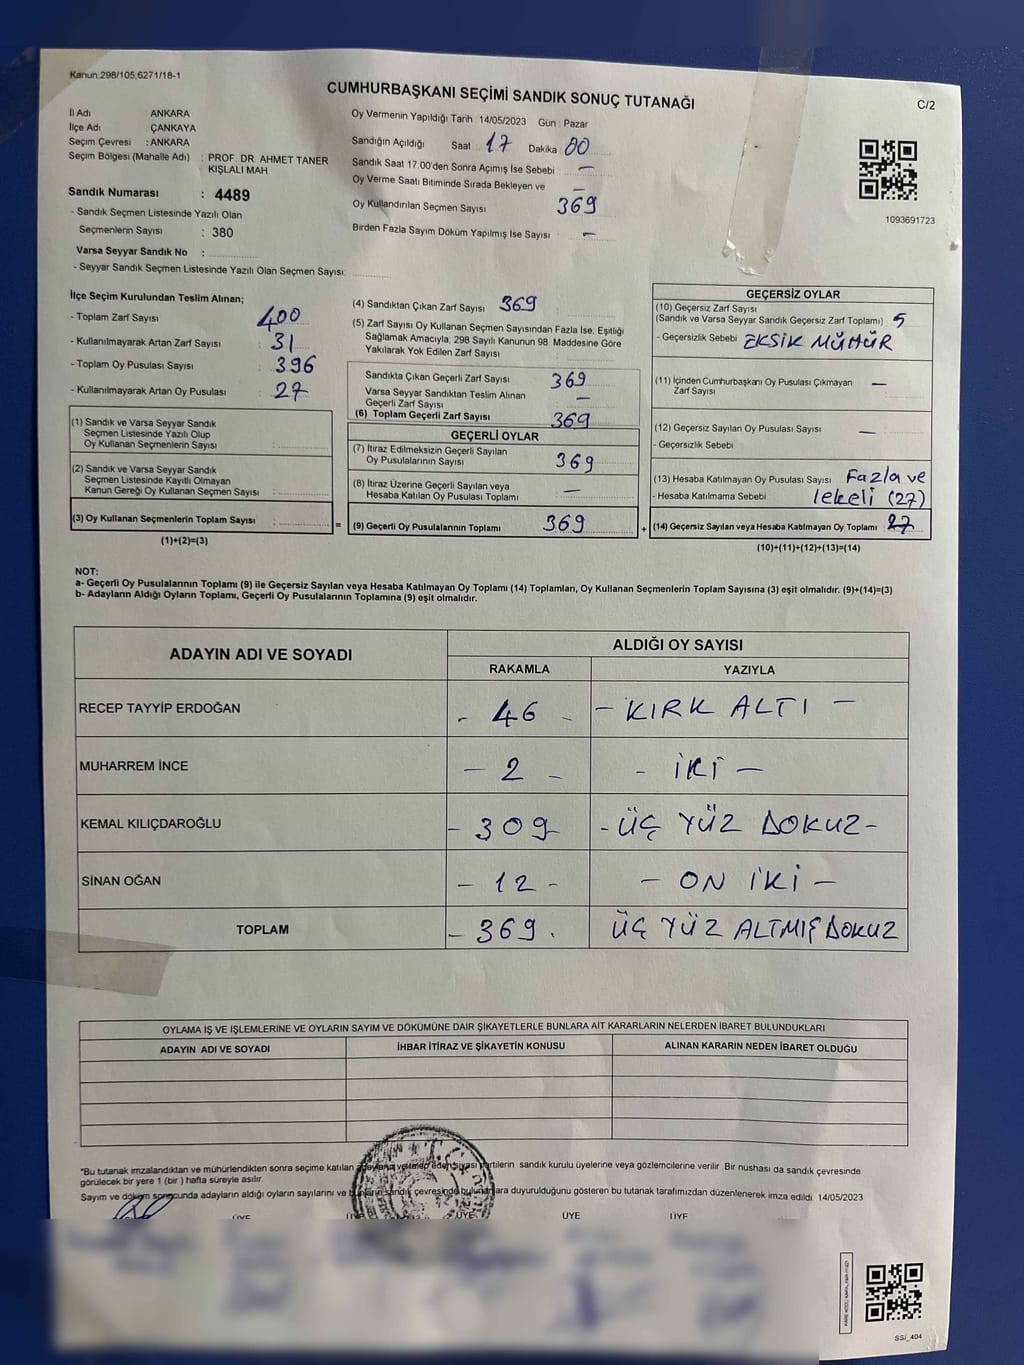 Kanun:298/105;6271/18-1
CUMHURBAŞKANI SEÇİMİ SANDIK SONUÇ TUTANAĞI
C/2
İl Adı : ANKARA
İlçe Adı : ÇANKAYA
Seçim Çevresi : ANKARA
Seçim Bölgesi (Mahalle Adı) : PROF. DR. AHMET TANER
KIŞLALI MAH.
Sandık Numarası : 4489
- Sandık Seçmen Listesinde Yazılı Olan
Seçmenlerin Sayısı : 380
Varsa Seyyar Sandık No :
- Seyyar Sandık Seçmen Listesinde Yazılı Olan Seçmen Sayısı:
Oy Vermenin Yapıldığı Tarih 14/05/2023 Gün : Pazar
Sandığın Açıldığı Saat 17 Dakika 00
Sandık Saat 17:00'den Sonra Açımış İse Sebebi —
Oy Verme Saati Bitiminde Sırada Bekleyen ve —
Oy Kullandırılan Seçmen Sayısı 369
Birden Fazla Sayım Döküm Yapılmış İse Sayısı —
1093691723
İlçe Seçim Kurulundan Teslim Alınan;
- Toplam Zarf Sayısı : 400
- Kullanılmayarak Artan Zarf Sayısı : 31
- Toplam Oy Pusulası Sayısı : 396
- Kullanılmayarak Artan Oy Pusulası : 27
(1) Sandık ve Varsa Seyyar Sandık
Seçmen Listesinde Yazılı Olup
Oy Kullanan Seçmenlerin Sayısı :
(2) Sandık ve Varsa Seyyar Sandık
Seçmen Listesinde Kayıtlı Olmayan
Kanun Gereği Oy Kullanan Seçmen Sayısı :
(3) Oy Kullanan Seçmenlerin Toplam Sayısı : =
(1)+(2)=(3)
(4) Sandıktan Çıkan Zarf Sayısı 369
(5) Zarf Sayısı Oy Kullanan Seçmen Sayısından Fazla İse, Eşitliği
Sağlamak Amacıyla; 298 Sayılı Kanunun 98. Maddesine Göre
Yakılarak Yok Edilen Zarf Sayısı
Sandıkta Çıkan Geçerli Zarf Sayısı 369
Varsa Seyyar Sandıktan Teslim Alınan
Geçerli Zarf Sayısı —
(6) Toplam Geçerli Zarf Sayısı 369
GEÇERLİ OYLAR
(7) İtiraz Edilmeksizin Geçerli Sayılan
Oy Pusulalarının Sayısı 369
(8) İtiraz Üzerine Geçerli Sayılan veya
Hesaba Katılan Oy Pusulası Toplamı —
(9) Geçerli Oy Pusulalarının Toplamı 369 +
GEÇERSİZ OYLAR
(10) Geçersiz Zarf Sayısı
(Sandık ve Varsa Seyyar Sandık Geçersiz Zarf Toplamı) : 5
- Geçersizlik Sebebi : EKSİK MÜHÜR
(11) İçinden Cumhurbaşkanı Oy Pusulası Çıkmayan
Zarf Sayısı —
(12) Geçersiz Sayılan Oy Pusulası Sayısı : —
- Geçersizlik Sebebi
(13) Hesaba Katılmayan Oy Pusulası Sayısı : Fazla ve
- Hesaba Katılmama Sebebi lekeli (27)
(14) Geçersiz Sayılan veya Hesaba Katılmayan Oy Toplamı : 27
(10)+(11)+(12)+(13)=(14)
NOT:
a- Geçerli Oy Pusulalarının Toplamı (9) ile Geçersiz Sayılan veya Hesaba Katılmayan Oy Toplamı (14) Toplamları, Oy Kullanan Seçmenlerin Toplam Sayısına (3) eşit olmalıdır. (9)+(14)=(3)
b- Adayların Aldığı Oyların Toplamı, Geçerli Oy Pusulalarının Toplamına (9) eşit olmalıdır.
ADAYIN ADI VE SOYADI
ALDIĞI OY SAYISI
RAKAMLA YAZIYLA
RECEP TAYYİP ERDOĞAN - 46 - - KIRK ALTI -
MUHARREM İNCE - 2 - - İKİ -
KEMAL KILIÇDAROĞLU - 309 - - ÜÇ YÜZ DOKUZ -
SİNAN OĞAN - 12 - - ON İKİ -
TOPLAM - 369 . ÜÇ YÜZ ALTMIŞ DOKUZ
OYLAMA İŞ VE İŞLEMLERİNE VE OYLARIN SAYIM VE DÖKÜMÜNE DAİR ŞİKAYETLERLE BUNLARA AİT KARARLARIN NELERDEN İBARET BULUNDUKLARI
ADAYIN ADI VE SOYADI İHBAR İTİRAZ VE ŞİKAYETİN KONUSU ALINAN KARARIN NEDEN İBARET OLDUĞU
*Bu tutanak imzalandıktan ve mühürlendikten sonra seçime katılan partilerin sandık kurulu üyelerine veya gözlemcilerine verilir. Bir nüshası da sandık çevresinde
görülecek bir yere 1 (bir ) hafta süreyle asılır.
Sayım ve döküm sonucunda adayların aldığı oyların sayılarını ve bunların sandık çevresinde bulunanlara duyurulduğunu gösteren bu tutanak tarafımızdan düzenlenerek imza edildi. 14/05/2023
ÜYE ÜYE ÜYE ÜYE ÜYE
SSİ_404